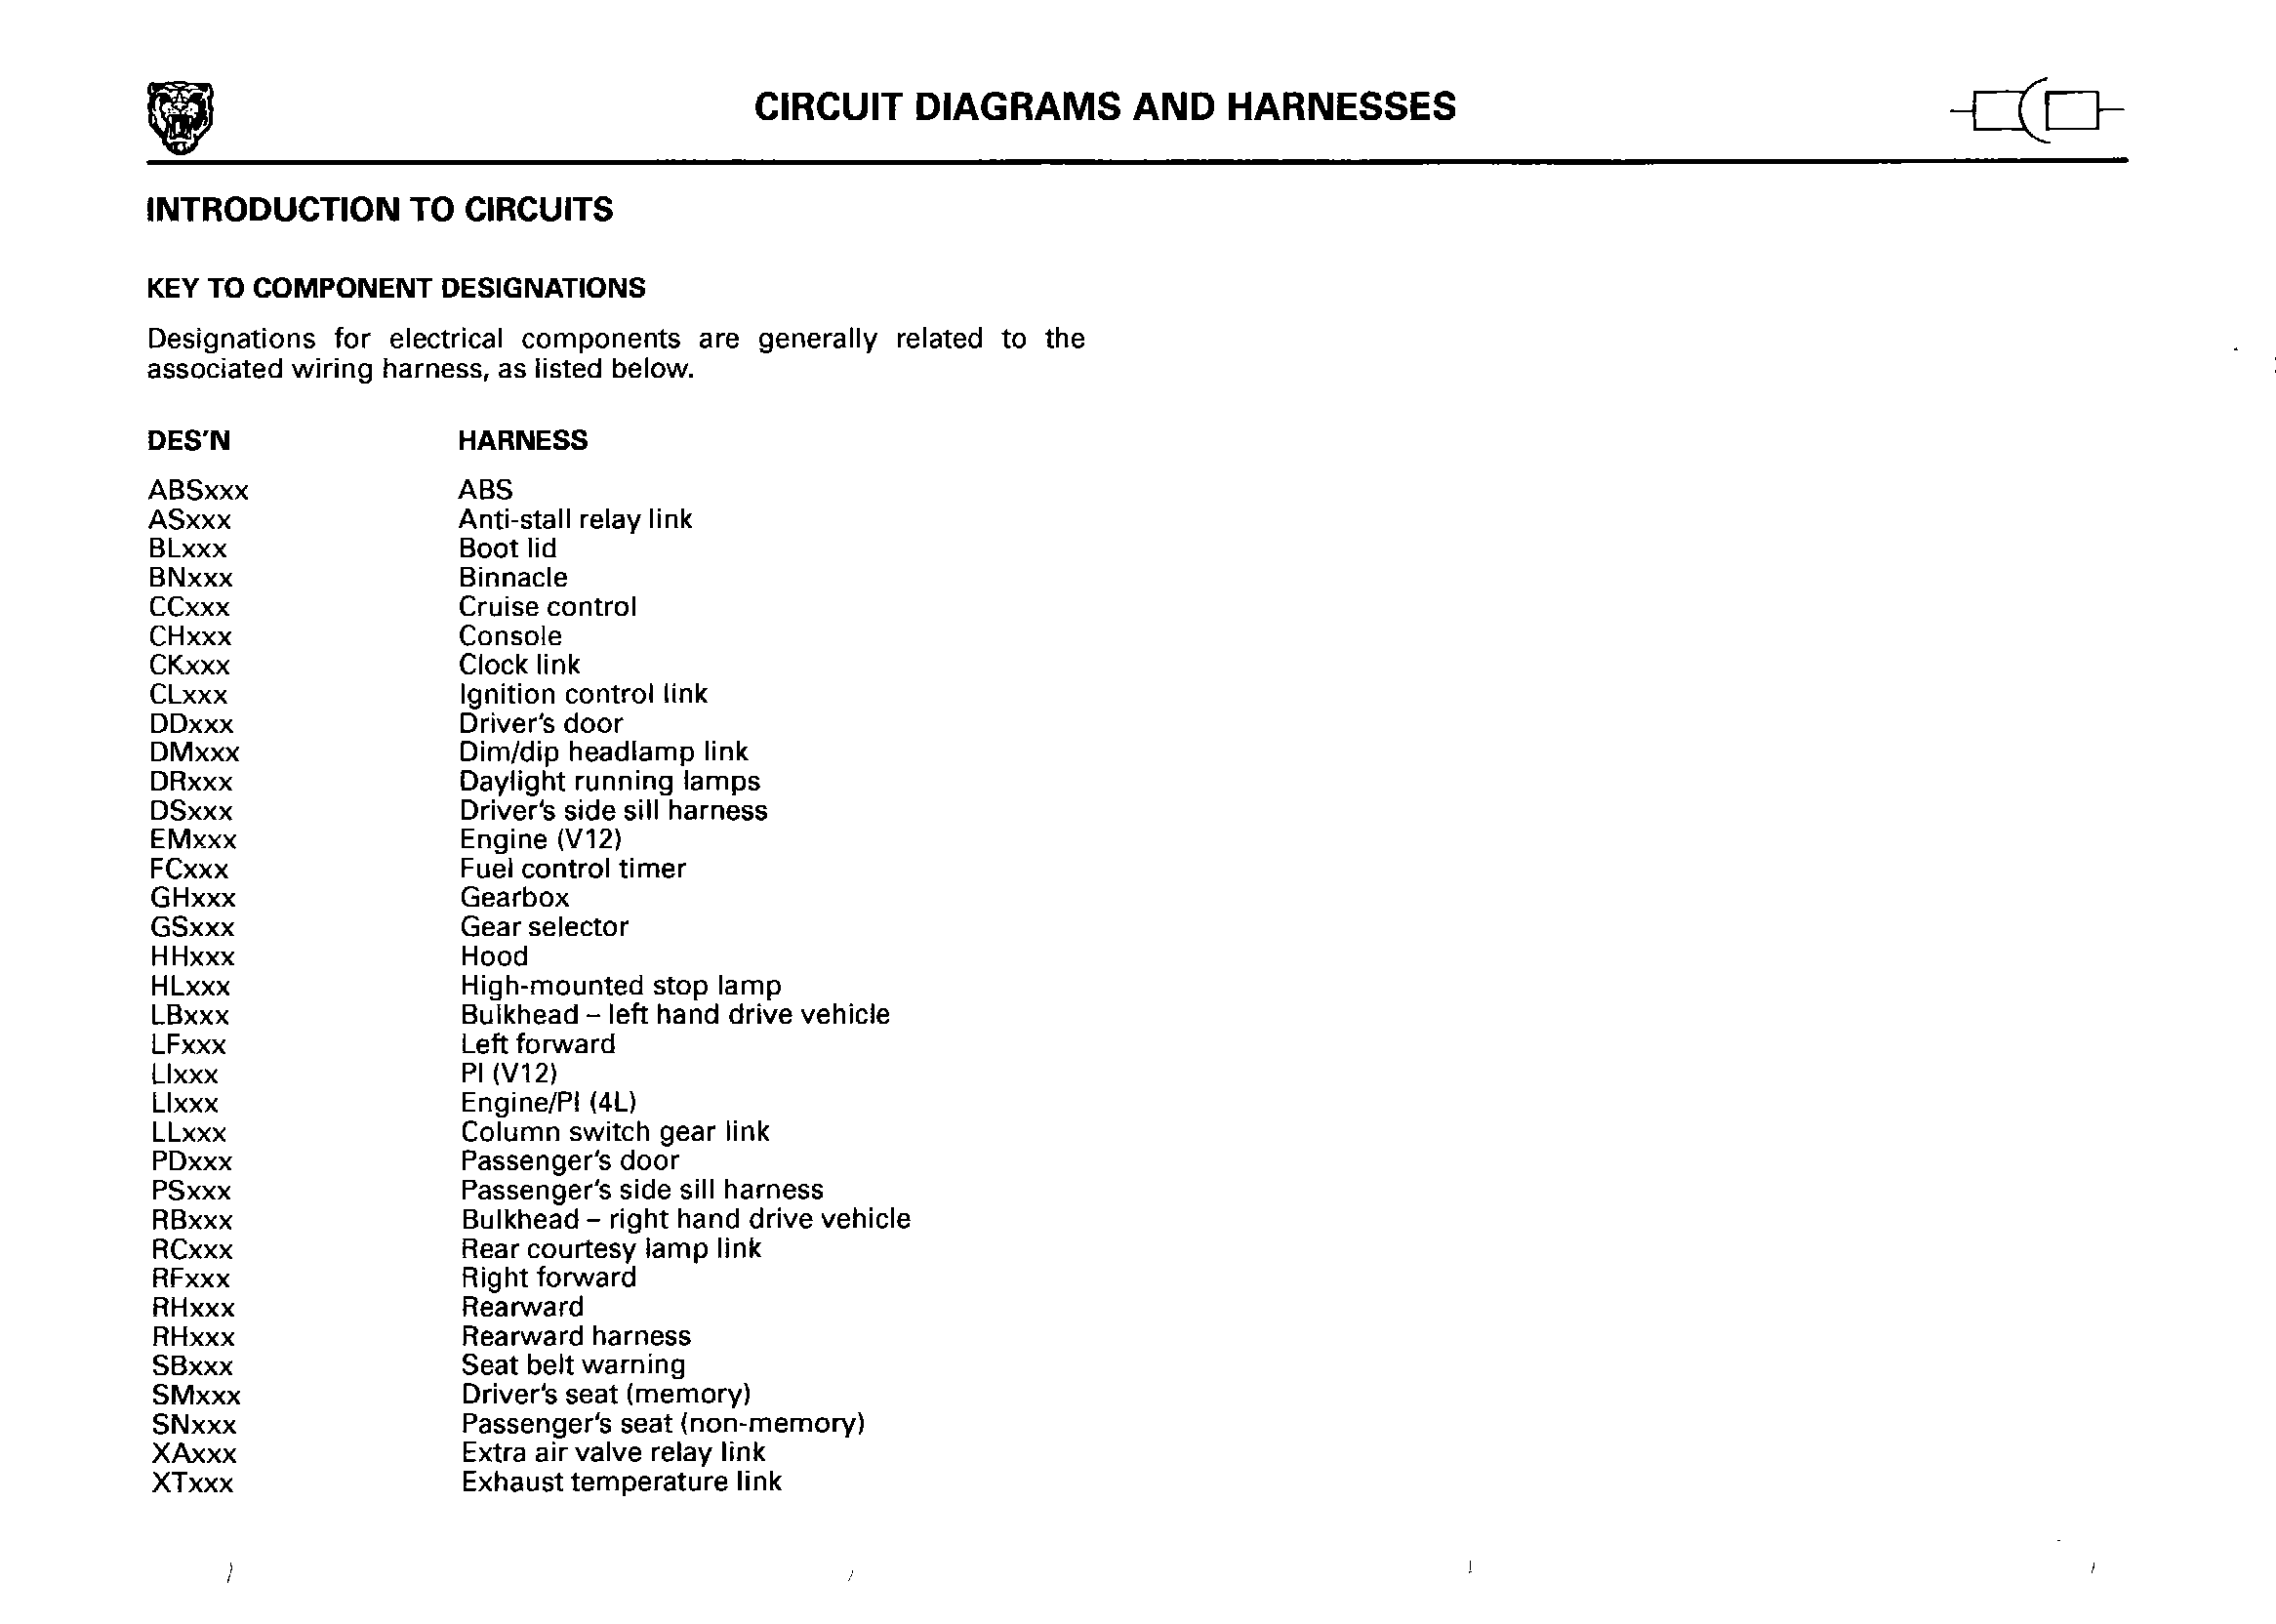 CIRCUIT DIAGRAMS AND HARNESSES
INTRODUCTION TO CIRCUITS
KEY TO COMPONENT DESIGNATIONS
Designations for electrical components are generally related to the
associated wiring harness, as listed below.
DES'N HARNESS
ABSxxx ABS
ASxxx Anti-stall relay link
BLxxx Boot lid
BNxxx Binnacle
CCxxx Cruise control
CHxxx Console
CKxxx Clock link
CLxxx Ignition control link
DDxxx Driver's door
DMxxx Dim/dip headlamp link
DRxxx Daylight running lamps
DSxxx Driver's side sill harness
EMxxx Engine (V12)
FCxxx Fuel control timer
GHxxx Gearbox
GSxxx Gear selector
HHxxx Hood
HLxxx High-mounted stop lamp
LBxxx Bulkhead – left hand drive vehicle
LFxxx Left forward
LIxxx PI (V12)
LIxxx Engine/PI (4L)
LLxxx Column switch gear link
PDxxx Passenger's door
PSxxx Passenger's side sill harness
RBxxx Bulkhead – right hand drive vehicle
RCxxx Rear courtesy lamp link
RFxxx Right forward
RHxxx Rearward
RHxxx Rearward harness
SBxxx Seat belt warning
SMxxx Driver's seat (memory)
SNxxx Passenger's seat (non-memory)
XAxxx Extra air valve relay link
XTxxx Exhaust temperature link